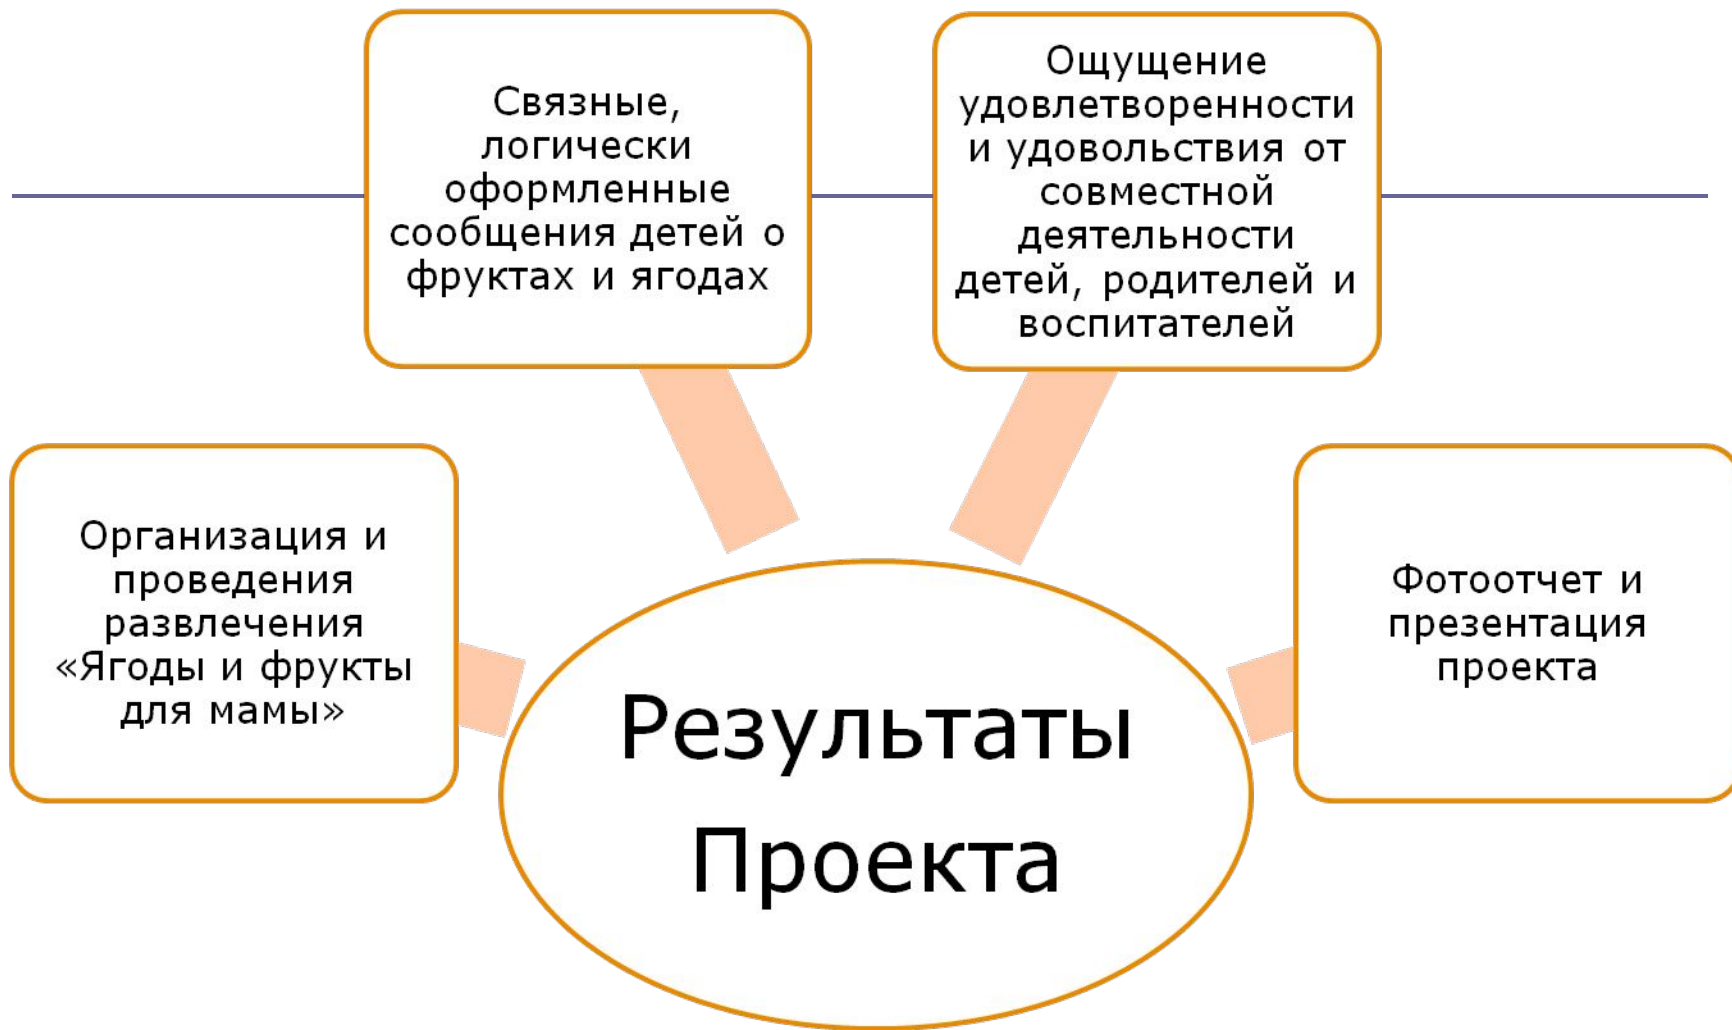 Связные,
логически
оформленные
сообщения детей о
фруктах и ягодах
Ощущение
удовлетворенности
и удовольствия от
совместной
деятельности
детей, родителей и
воспитателей
Организация и
проведения
развлечения
«Ягоды и фрукты
для мамы»
Фотоотчет и
презентация
проекта
Результаты
Проекта